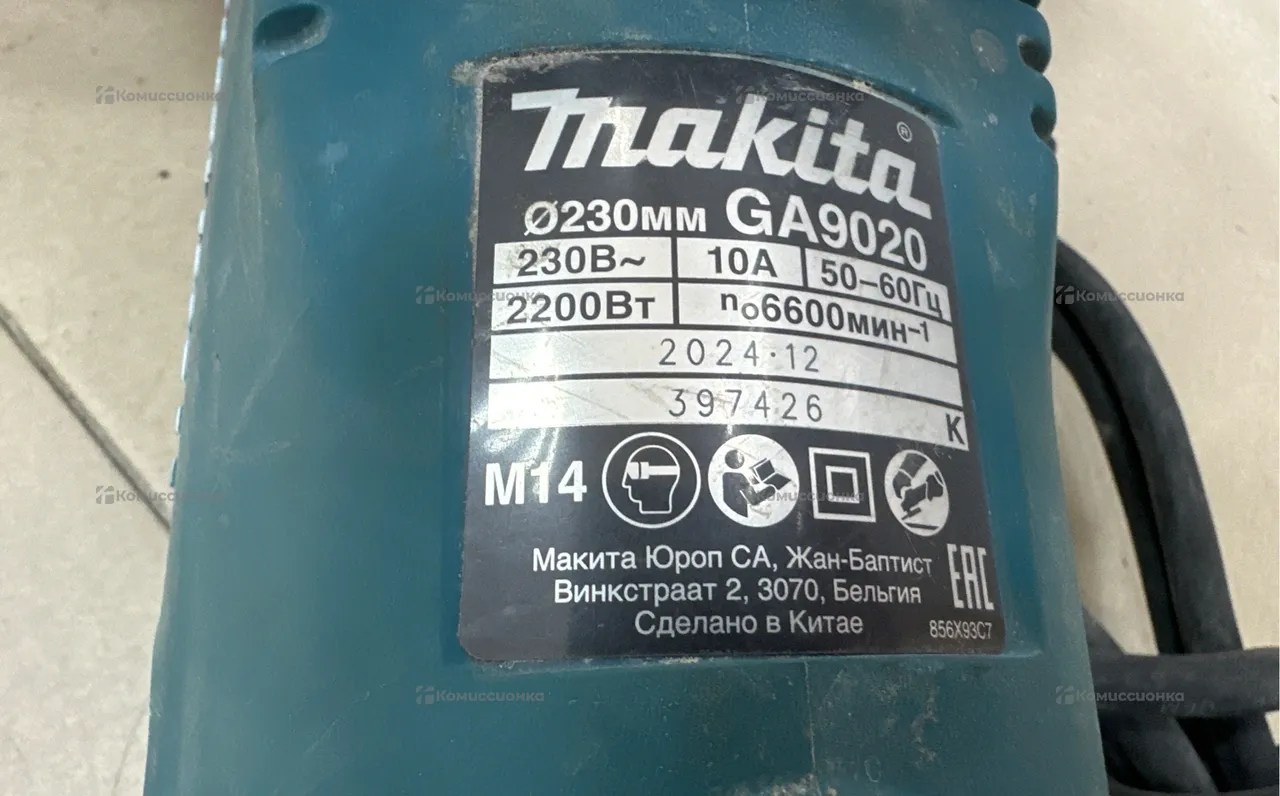 Makita®
Ø230мм GA9020
230В~ 10А 50–60Гц
2200Вт no6600мин-1
2024·12
397426 K
M14
Макита Юроп СА, Жан-Баптист
Винкстраат 2, 3070, Бельгия
Сделано в Китае
EAC
856X93C7
Комиссионка
Комиссионка
Комиссионка
Комиссионка
Комиссионка
Комиссионка
Комиссионка
Комиссионка